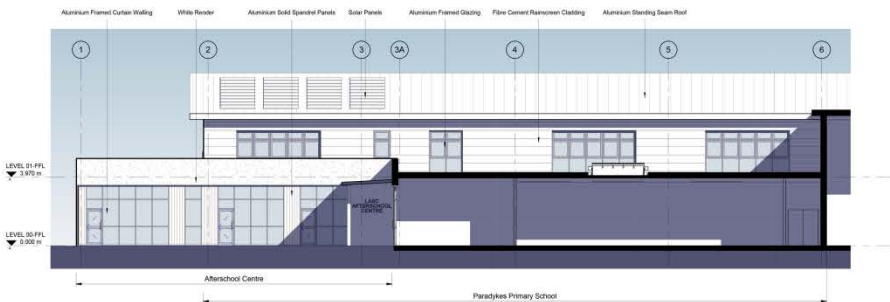 Aluminium Framed Curtain Walling
White Render
Aluminium Solid Spandrel Panels
Solar Panels
Aluminium Framed Glazing
Fibre Cement Rainscreen Cladding
Aluminium Standing Seam Roof
1
2
3
3A
4
5
6
LEVEL 01-FFL
3.970 m
LASC
AFTERSCHOOL
CENTRE
LEVEL 00-FFL
0.000 m
Afterschool Centre
Paradykes Primary School